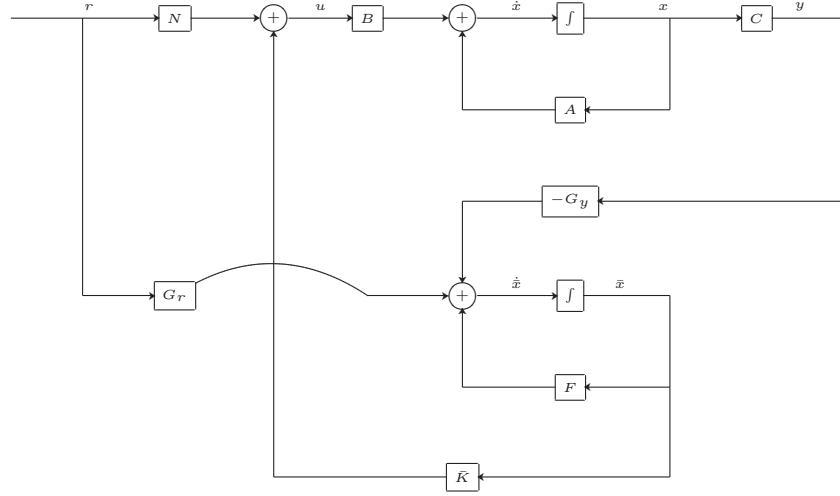 r N + u B + ẋ ∫ x C y
A
−G_y
G_r + x̄̇ ∫ x̄
F
K̄